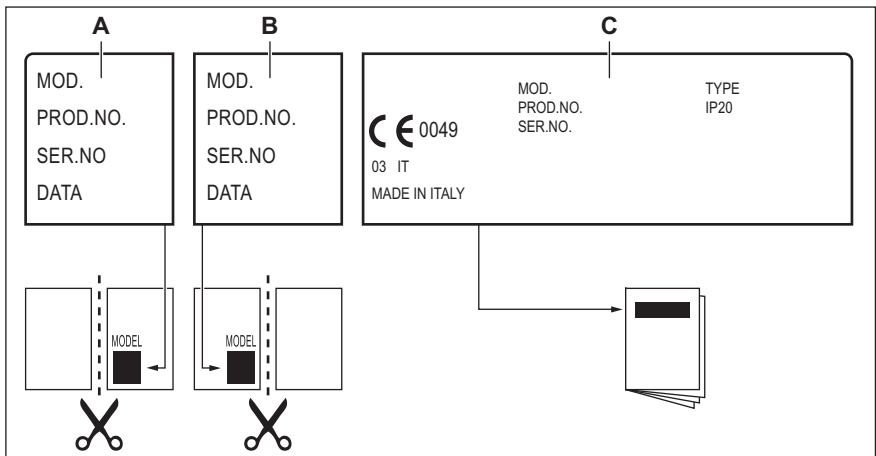 A
B
C
MOD.
PROD.NO.
SER.NO
DATA
MOD.
PROD.NO.
SER.NO
DATA
MOD.
PROD.NO.
SER.NO.
TYPE
IP20
CE 0049
03 IT
MADE IN ITALY
MODEL
MODEL